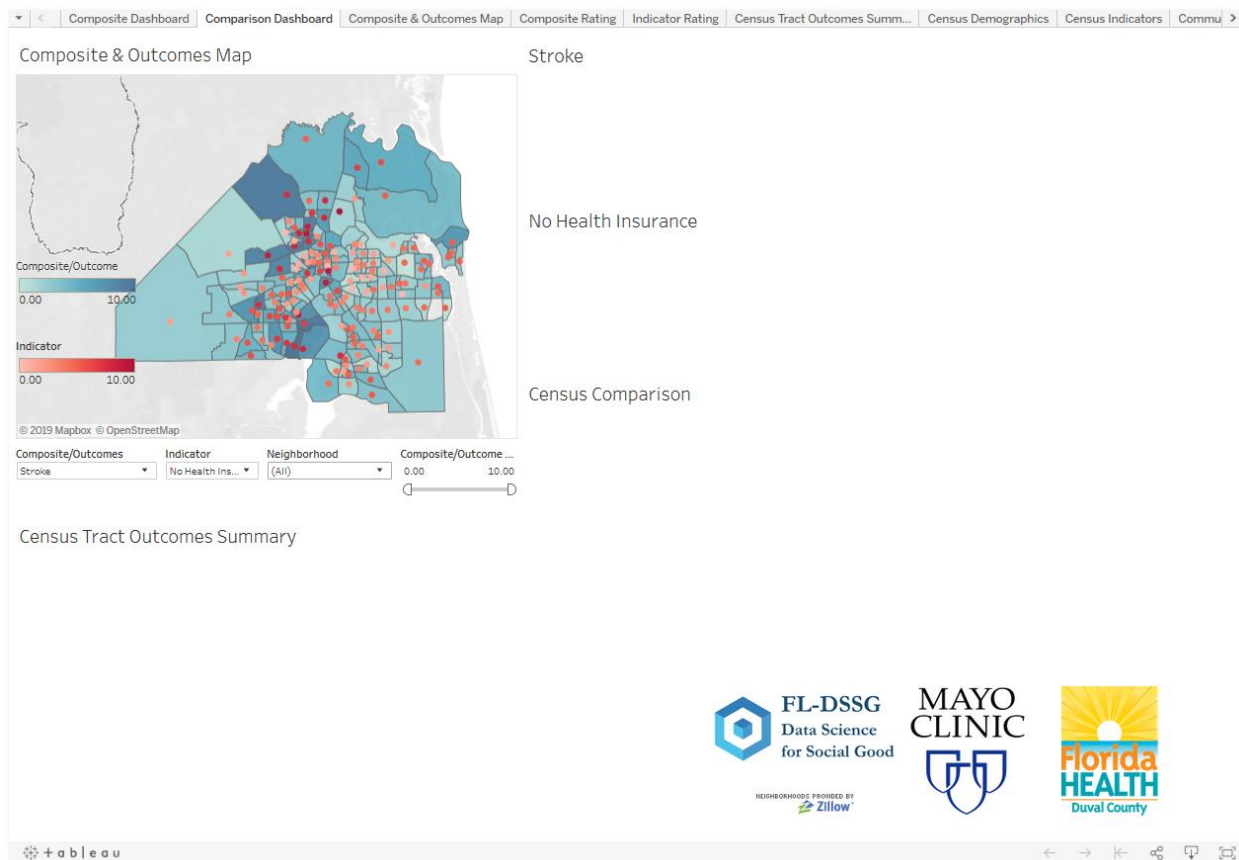 Composite Dashboard
Comparison Dashboard
Composite & Outcomes Map
Composite Rating
Indicator Rating
Census Tract Outcomes Summ...
Census Demographics
Census Indicators
Commu
Composite & Outcomes Map
Composite/Outcome
0.00 10.00
Indicator
0.00 10.00
© 2019 Mapbox © OpenStreetMap
Composite/Outcomes
Stroke
Indicator
No Health Ins...
Neighborhood
(All)
Composite/Outcome ...
0.00 10.00
Census Tract Outcomes Summary
Stroke
No Health Insurance
Census Comparison
FL-DSSG
Data Science
for Social Good
NEIGHBORHOODS PROVIDED BY
Zillow
MAYO
CLINIC
Florida
HEALTH
Duval County
+ a b l e a u